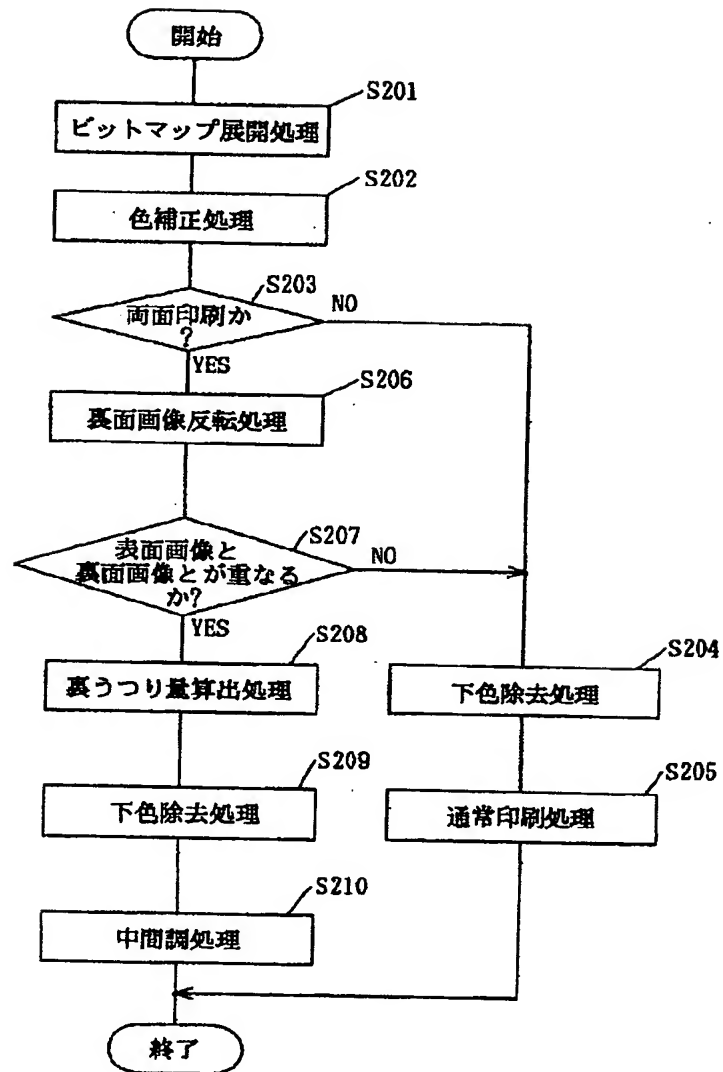 開始
S201
ビットマップ展開処理
S202
色補正処理
S203
両面印刷か
?
NO
YES
S206
裏面画像反転処理
S207
表面画像と
裏面画像とが重なる
か?
NO
YES
S208
裏うつり量算出処理
S204
下色除去処理
S209
下色除去処理
S205
通常印刷処理
S210
中間調処理
終了